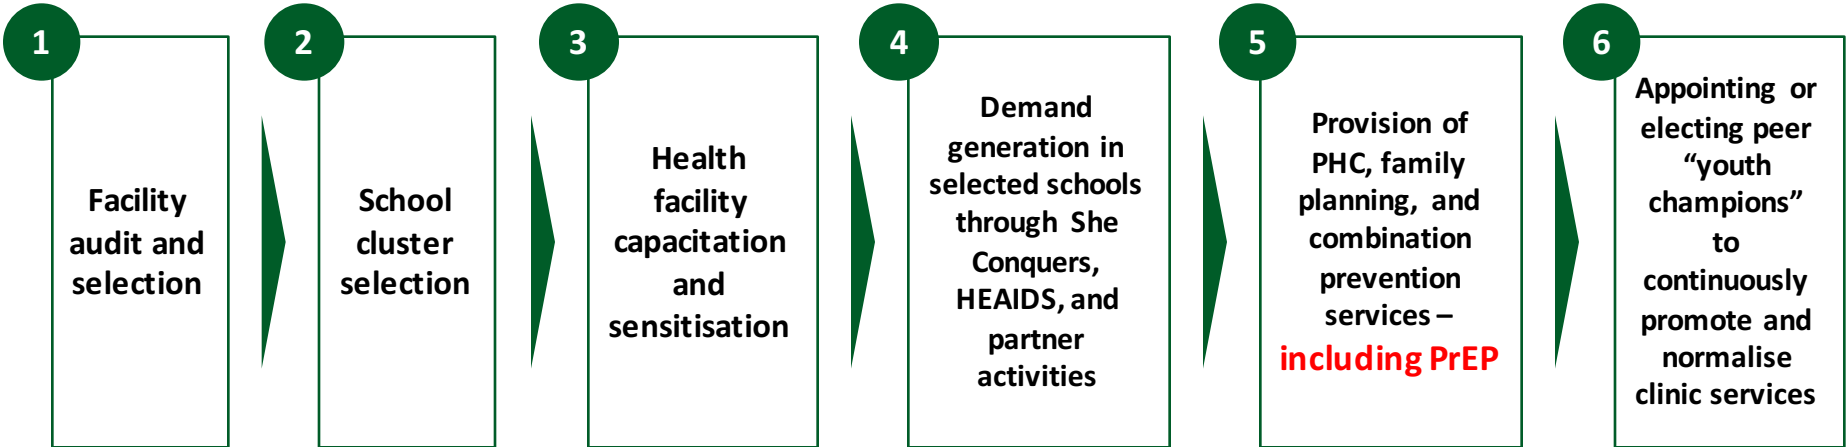 1
Facility
audit and
selection
2
School
cluster
selection
3
Health
facility
capacitation
and
sensitisation
4
Demand
generation in
selected schools
through She
Conquers,
HEAIDS, and
partner
activities
5
Provision of
PHC, family
planning, and
combination
prevention
services –
including PrEP
6
Appointing or
electing peer
“youth
champions”
to
continuously
promote and
normalise
clinic services